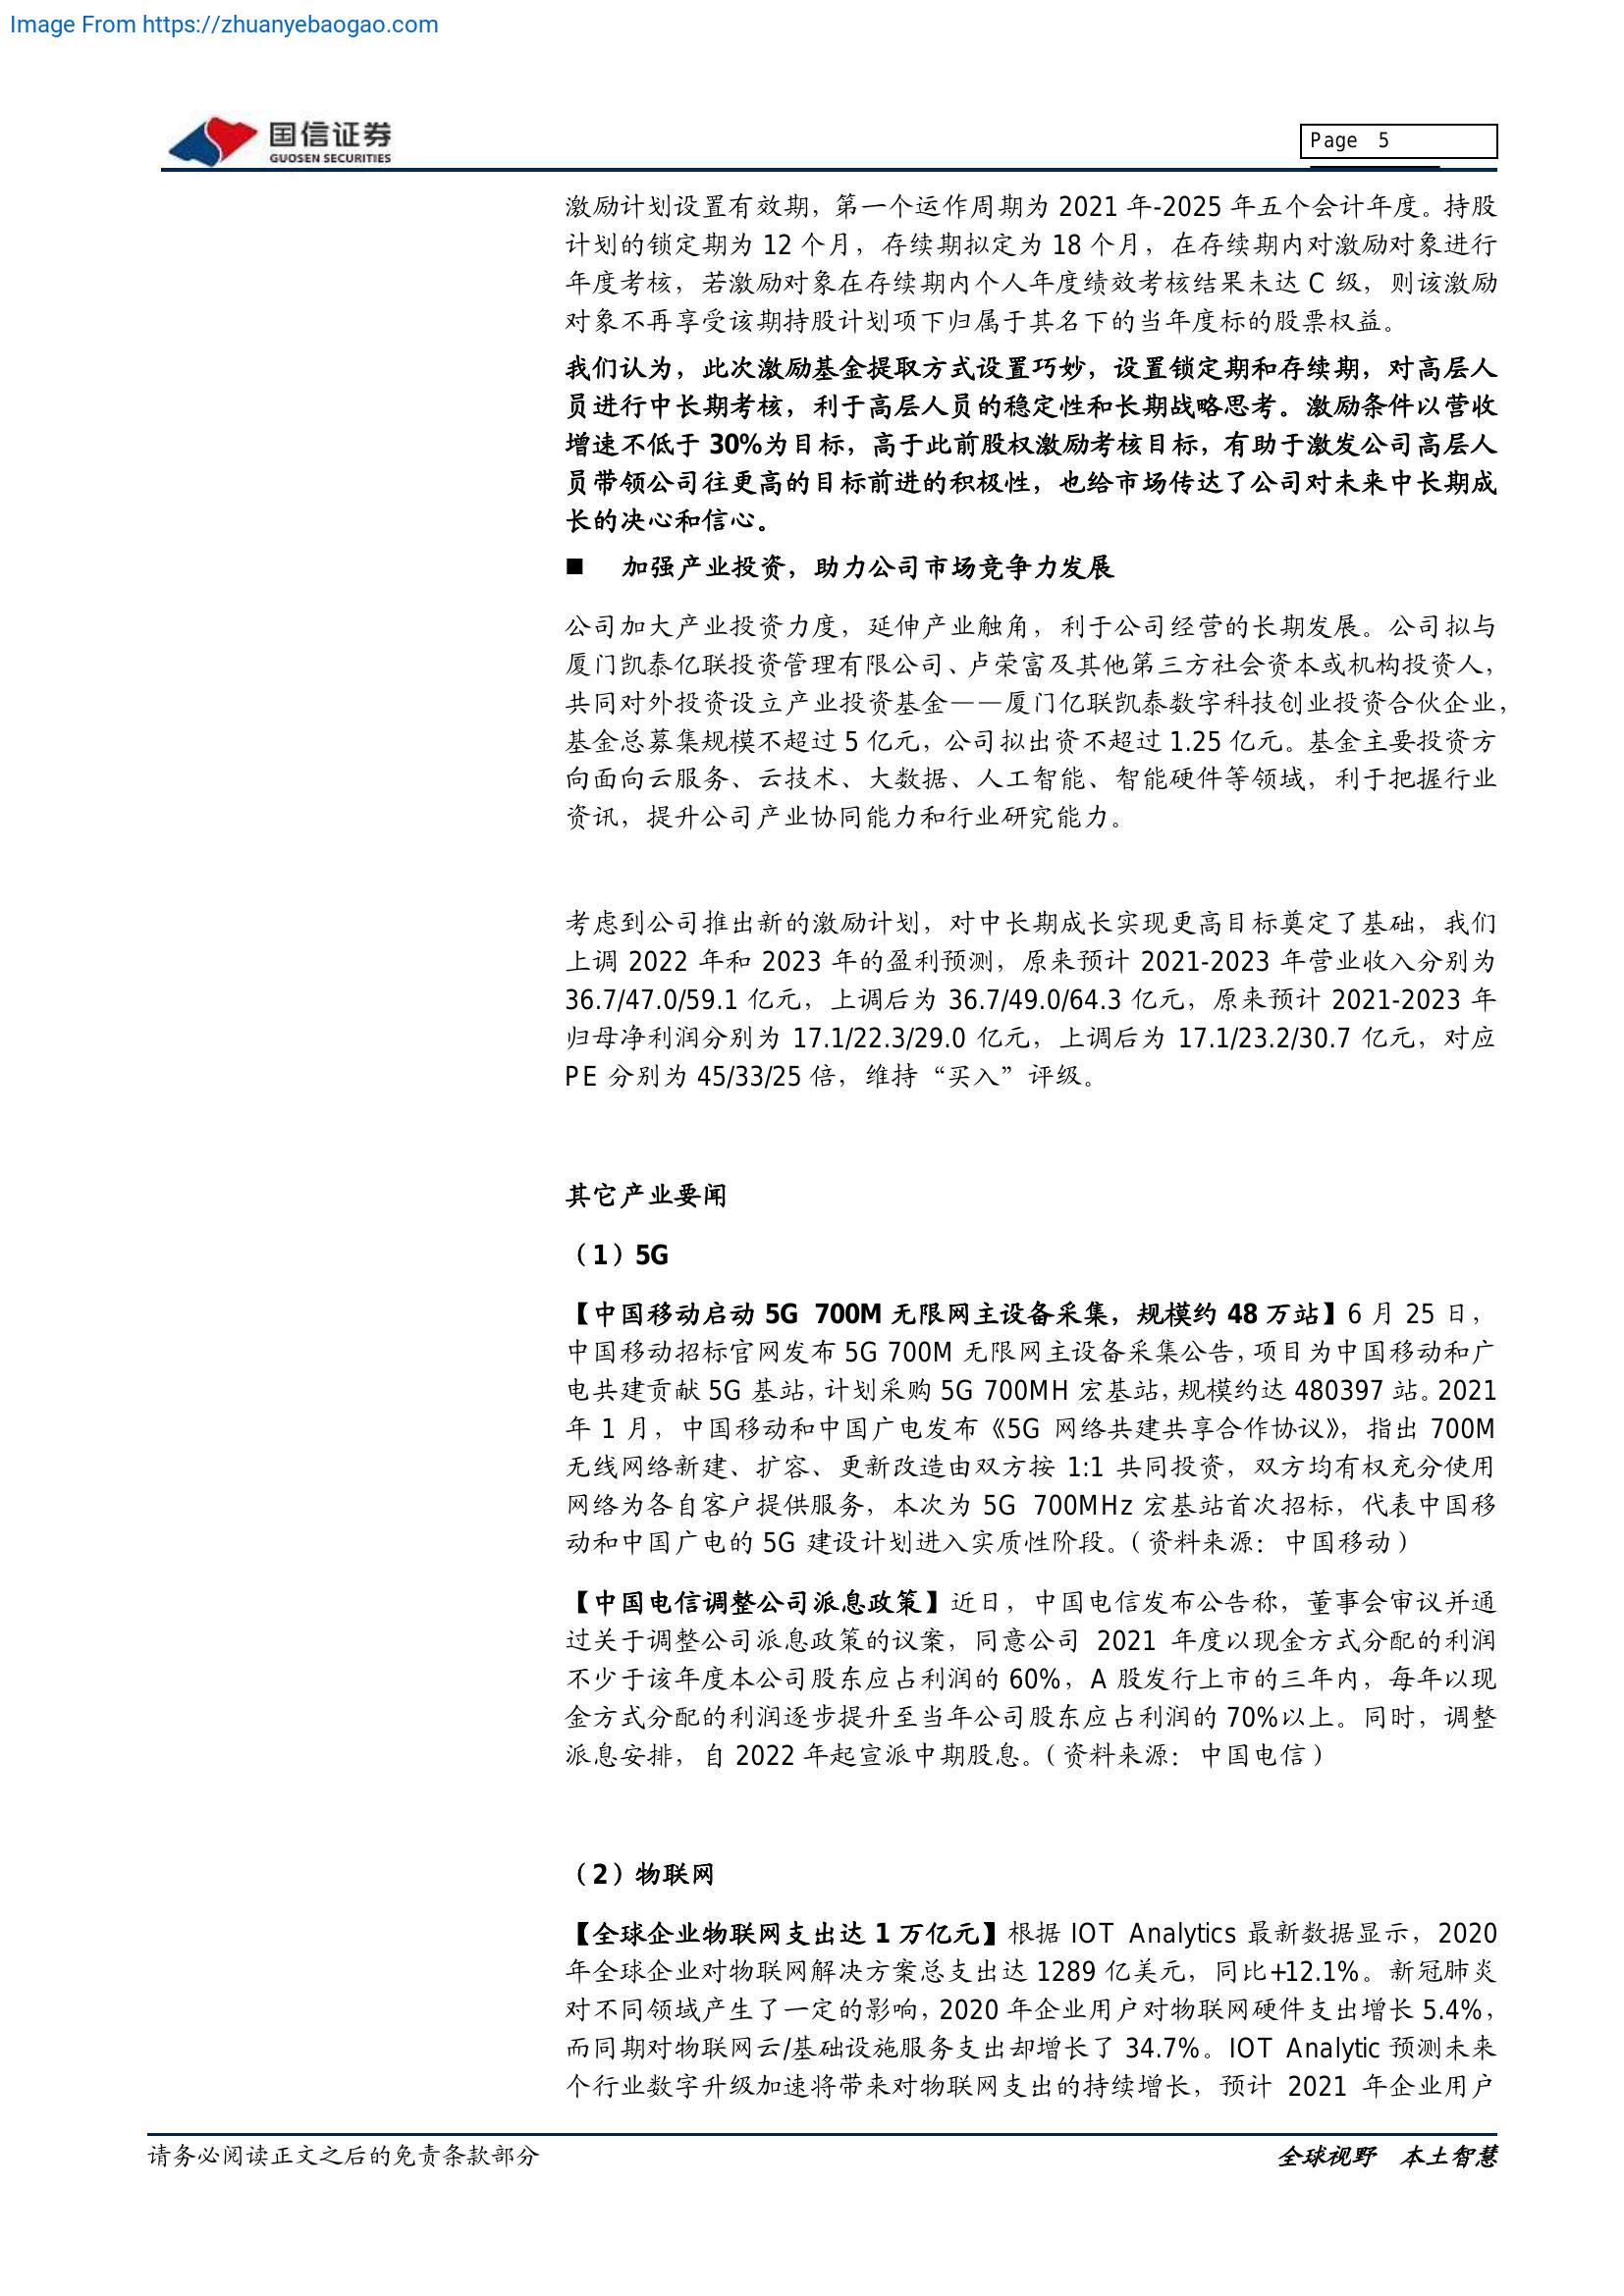 Image From https://zhuanyebaogao.com
国信证券
GUOSEN SECURITIES
Page 5
激励计划设置有效期，第一个运作周期为 2021 年-2025 年五个会计年度。持股
计划的锁定期为 12 个月，存续期拟定为 18 个月，在存续期内对激励对象进行
年度考核，若激励对象在存续期内个人年度绩效考核结果未达 C 级，则该激励
对象不再享受该期持股计划项下归属于其名下的当年度标的股票权益。
我们认为，此次激励基金提取方式设置巧妙，设置锁定期和存续期，对高层人
员进行中长期考核，利于高层人员的稳定性和长期战略思考。激励条件以营收
增速不低于 30%为目标，高于此前股权激励考核目标，有助于激发公司高层人
员带领公司往更高的目标前进的积极性，也给市场传达了公司对未来中长期成
长的决心和信心。
■ 加强产业投资，助力公司市场竞争力发展
公司加大产业投资力度，延伸产业触角，利于公司经营的长期发展。公司拟与
厦门凯泰亿联投资管理有限公司、卢荣富及其他第三方社会资本或机构投资人，
共同对外投资设立产业投资基金——厦门亿联凯泰数字科技创业投资合伙企业，
基金总募集规模不超过 5 亿元，公司拟出资不超过 1.25 亿元。基金主要投资方
向面向云服务、云技术、大数据、人工智能、智能硬件等领域，利于把握行业
资讯，提升公司产业协同能力和行业研究能力。
考虑到公司推出新的激励计划，对中长期成长实现更高目标奠定了基础，我们
上调 2022 年和 2023 年的盈利预测，原来预计 2021-2023 年营业收入分别为
36.7/47.0/59.1 亿元，上调后为 36.7/49.0/64.3 亿元，原来预计 2021-2023 年
归母净利润分别为 17.1/22.3/29.0 亿元，上调后为 17.1/23.2/30.7 亿元，对应
PE 分别为 45/33/25 倍，维持“买入”评级。
其它产业要闻
（1）5G
【中国移动启动 5G 700M 无限网主设备采集，规模约 48 万站】6 月 25 日，
中国移动招标官网发布 5G 700M 无限网主设备采集公告，项目为中国移动和广
电共建贡献 5G 基站，计划采购 5G 700MH 宏基站，规模约达 480397 站。2021
年 1 月，中国移动和中国广电发布《5G 网络共建共享合作协议》，指出 700M
无线网络新建、扩容、更新改造由双方按 1:1 共同投资，双方均有权充分使用
网络为各自客户提供服务，本次为 5G 700MHz 宏基站首次招标，代表中国移
动和中国广电的 5G 建设计划进入实质性阶段。（资料来源：中国移动）
【中国电信调整公司派息政策】近日，中国电信发布公告称，董事会审议并通
过关于调整公司派息政策的议案，同意公司 2021 年度以现金方式分配的利润
不少于该年度本公司股东应占利润的 60%，A 股发行上市的三年内，每年以现
金方式分配的利润逐步提升至当年公司股东应占利润的 70%以上。同时，调整
派息安排，自 2022 年起宣派中期股息。（资料来源：中国电信）
（2）物联网
【全球企业物联网支出达 1 万亿元】根据 IOT Analytics 最新数据显示，2020
年全球企业对物联网解决方案总支出达 1289 亿美元，同比+12.1%。新冠肺炎
对不同领域产生了一定的影响，2020 年企业用户对物联网硬件支出增长 5.4%，
而同期对物联网云/基础设施服务支出却增长了 34.7%。IOT Analytic 预测未来
个行业数字升级加速将带来对物联网支出的持续增长，预计 2021 年企业用户
请务必阅读正文之后的免责条款部分
全球视野 本土智慧